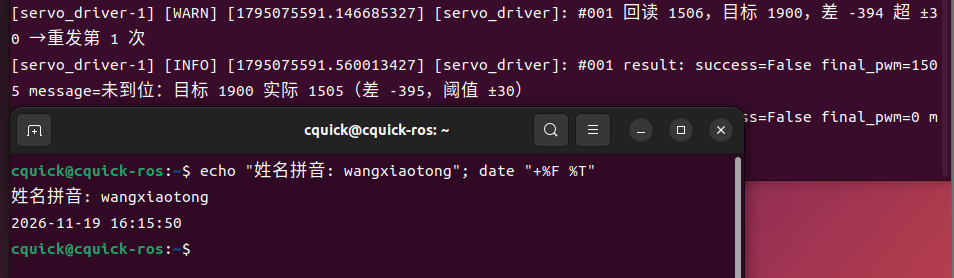 [servo_driver-1] [WARN] [1795075591.146685327] [servo_driver]: #001 回读 1506，目标 1900，差 -394 超 ±3
0 →重发第 1 次
[servo_driver-1] [INFO] [1795075591.560013427] [servo_driver]: #001 result: success=False final_pwm=150
5 message=未到位：目标 1900 实际 1505（差 -395，阈值 ±30）
ss=False final_pwm=0 m
cquick@cquick-ros: ~
cquick@cquick-ros:~$ echo "姓名拼音: wangxiaotong"; date "+%F %T"
姓名拼音: wangxiaotong
2026-11-19 16:15:50
cquick@cquick-ros:~$